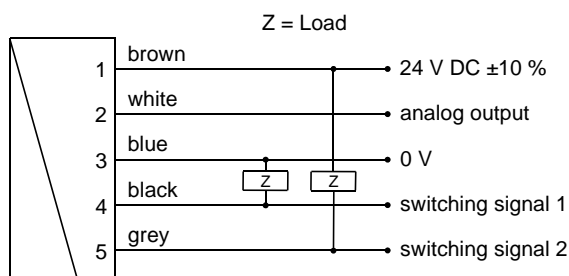 Z = Load
1 brown 24 V DC ±10 %
2 white analog output
3 blue 0 V
Z Z
4 black switching signal 1
5 grey switching signal 2